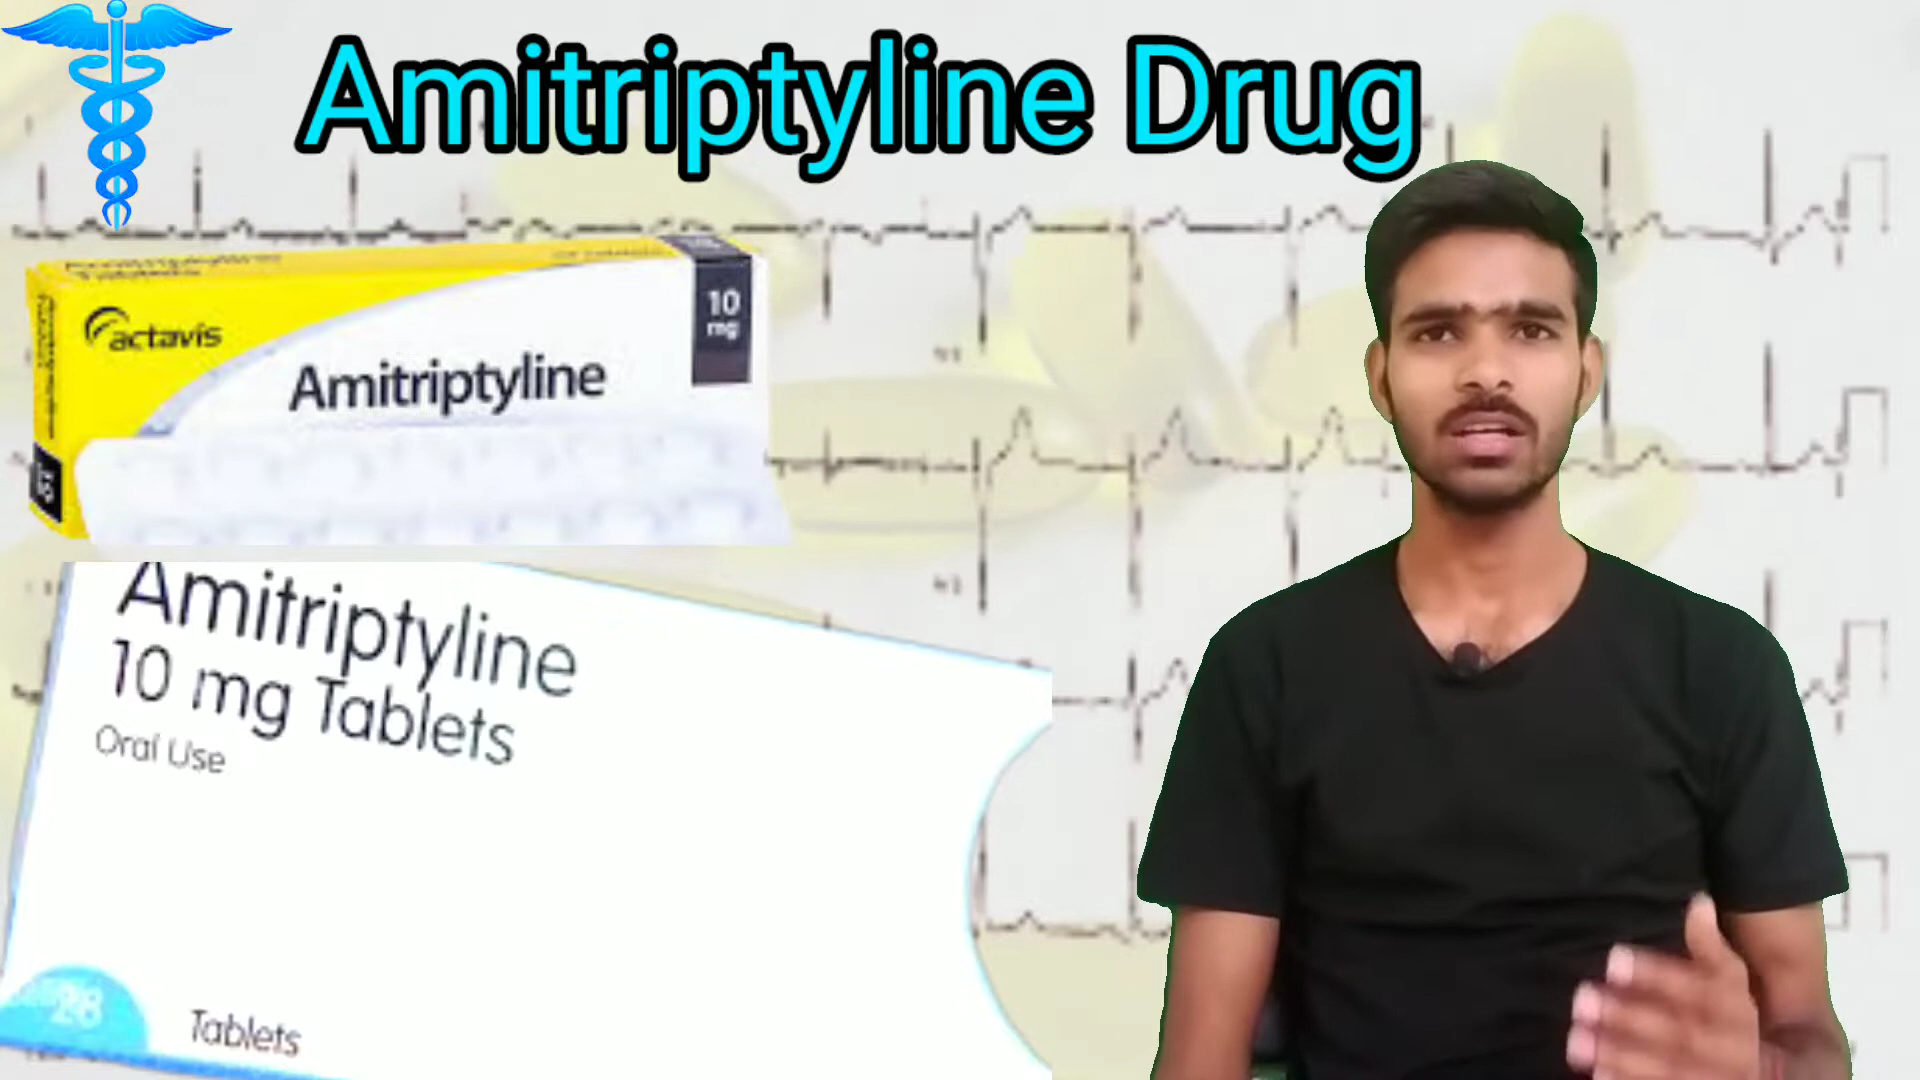 Amitriptyline Drug
actavis
Amitriptyline
10
mg
Amitriptyline
10 mg Tablets
Oral Use
28
Tablets